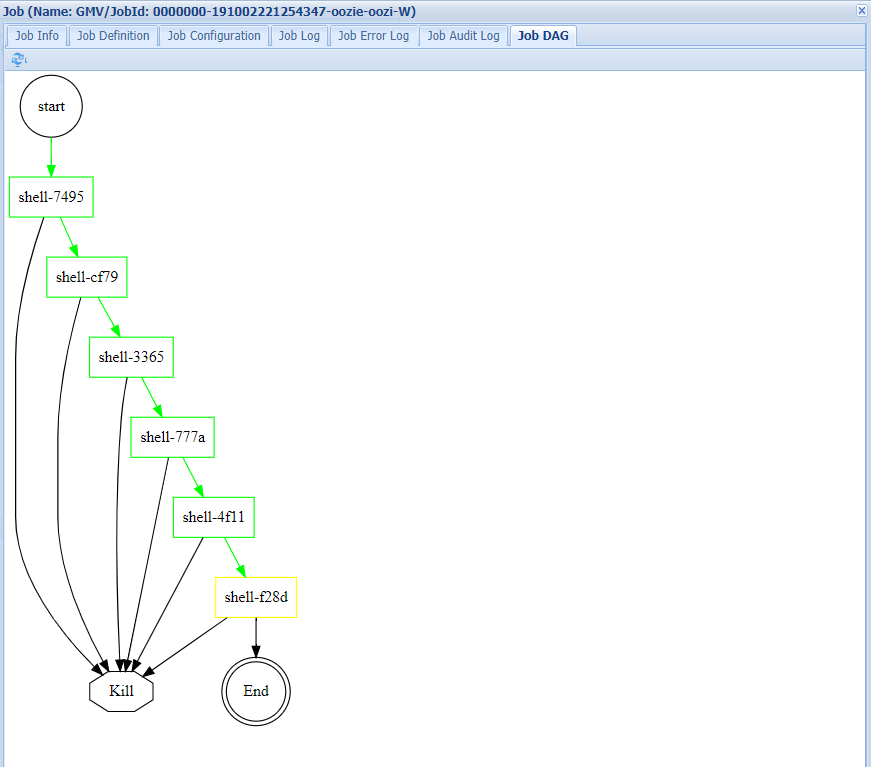 Job (Name: GMV/JobId: 0000000-191002221254347-oozie-oozi-W)
Job Info Job Definition Job Configuration Job Log Job Error Log Job Audit Log Job DAG
start
shell-7495
shell-cf79
shell-3365
shell-777a
shell-4f11
shell-f28d
Kill End